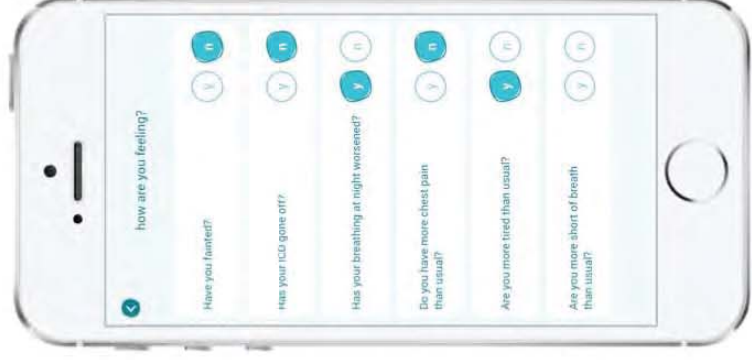 how are you feeling?
Have you fainted?
y n
Has your ICD gone off?
y n
Has your breathing at night worsened?
y n
Do you have more chest pain
than usual?
y n
Are you more tired than usual?
y n
Are you more short of breath
than usual?
y n